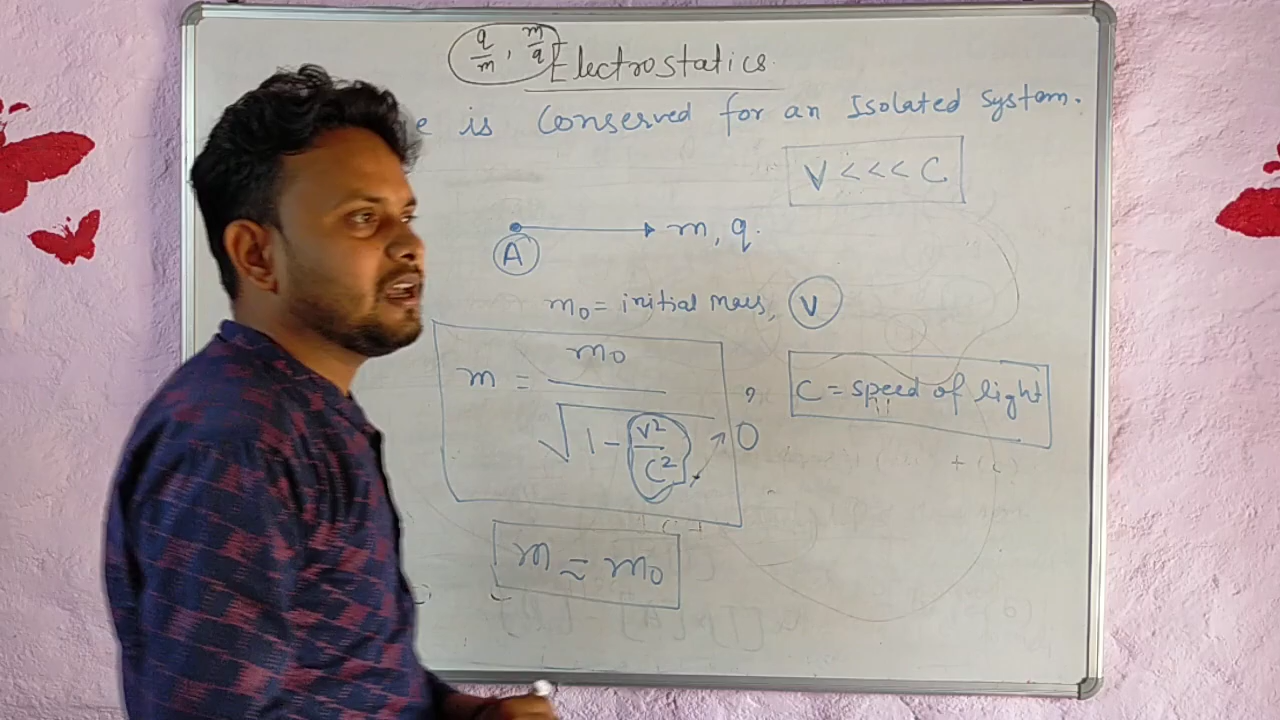 q/m, m/q Electrostatics
e is Conserved for an Isolated system.
V <<< C
A m, q.
m0 = initial Mass, V
m = m0 / √1 - V²/C² , 0
C = speed of light
m ≈ m0